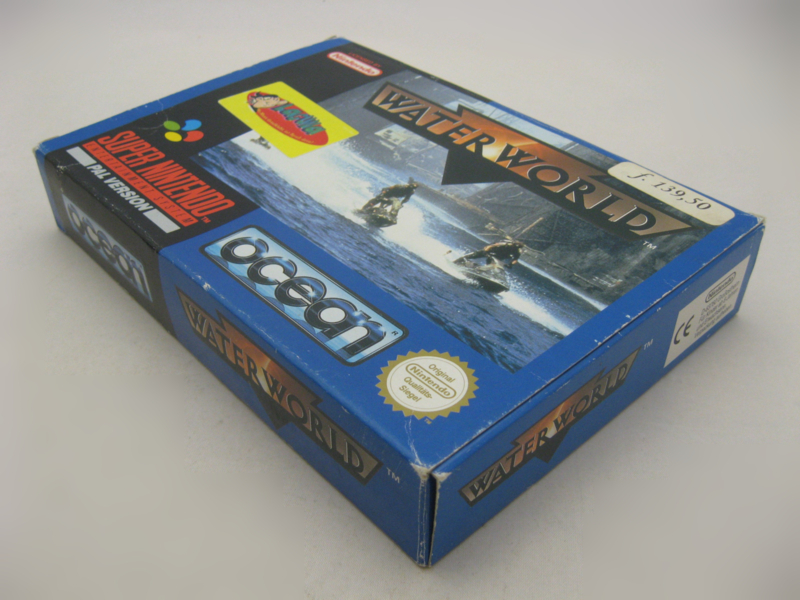 Nintendo
WATERWORLD
™
f. 139,50
SUPER NINTENDO
PAL VERSION
ocean
ocean
Original
Nintendo
Qualitäts-
Siegel
WATERWORLD
™
WATERWORLD
™
CE
Nintendo